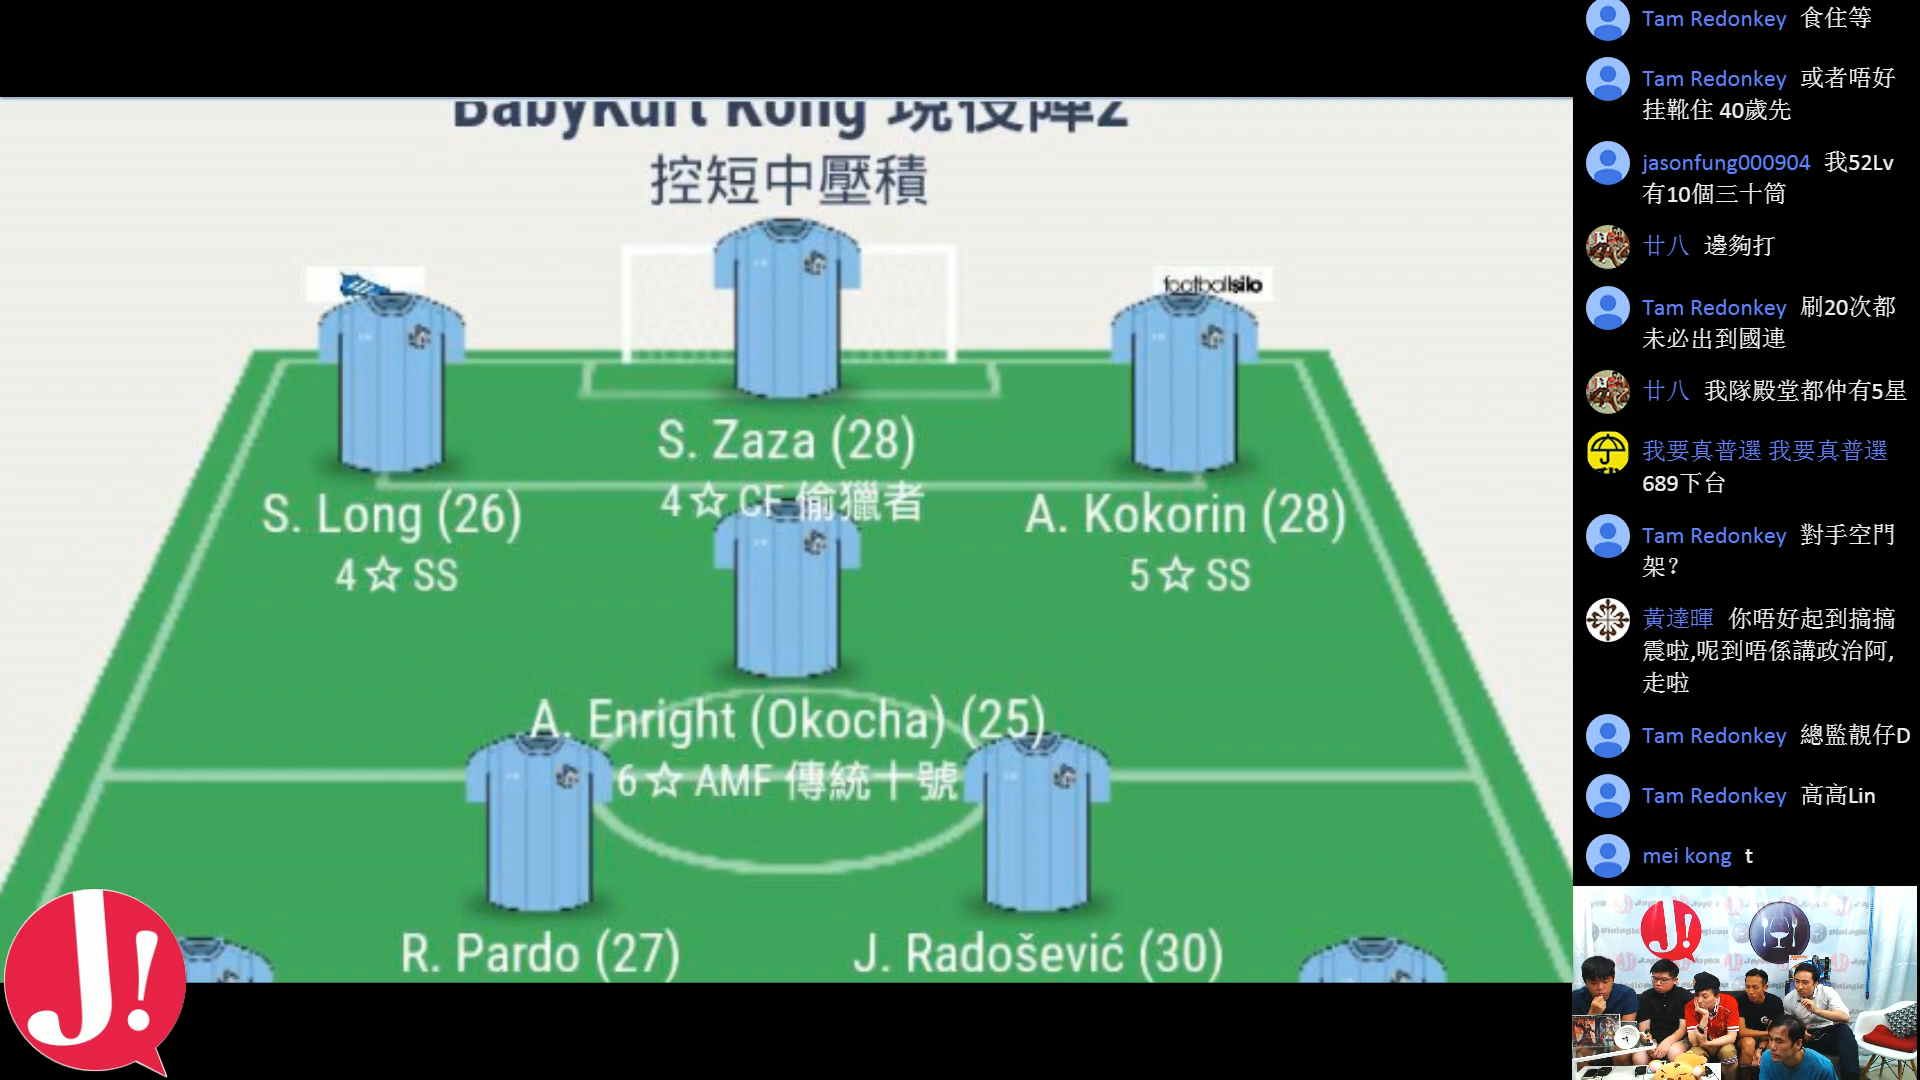 BabyKurt Kong 現役陣2
控短中壓積
footballsilo
S. Zaza (28)
4☆ CF 偷獵者
S. Long (26)
4☆ SS
A. Kokorin (28)
5☆ SS
A. Enright (Okocha) (25)
6☆ AMF 傳統十號
R. Pardo (27)
J. Radošević (30)
J!
Tam Redonkey 食住等
Tam Redonkey 或者唔好
挂靴住 40歲先
jasonfung000904 我52Lv
有10個三十筒
廿八 邊夠打
Tam Redonkey 刷20次都
未必出到國連
廿八 我隊殿堂都仲有5星
我要真普選 我要真普選
689下台
Tam Redonkey 對手空門
架?
黃達暉 你唔好起到搞搞
震啦,呢到唔係講政治阿,
走啦
Tam Redonkey 總監靚仔D
Tam Redonkey 高高Lin
mei kong t
J!